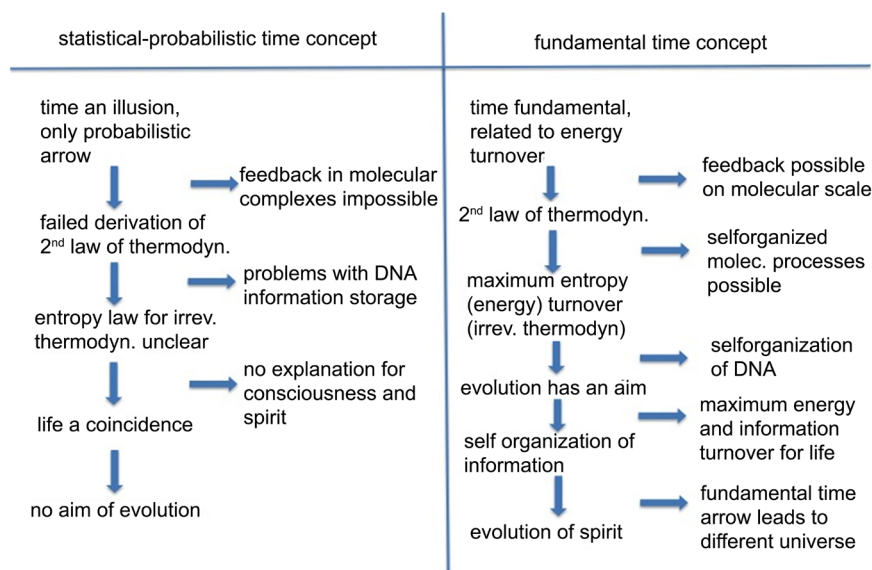 statistical-probabilistic time concept
time an illusion,
only probabilistic
arrow
feedback in molecular
complexes impossible
failed derivation of
2nd law of thermodyn.
problems with DNA
information storage
entropy law for irrev.
thermodyn. unclear
no explanation for
consciousness and
spirit
life a coincidence
no aim of evolution
fundamental time concept
time fundamental,
related to energy
turnover
feedback possible
on molecular scale
2nd law of thermodyn.
selforganized
molec. processes
possible
maximum entropy
(energy) turnover
(irrev. thermodyn)
selforganization
of DNA
evolution has an aim
maximum energy
and information
turnover for life
self organization of
information
fundamental time
arrow leads to
different universe
evolution of spirit